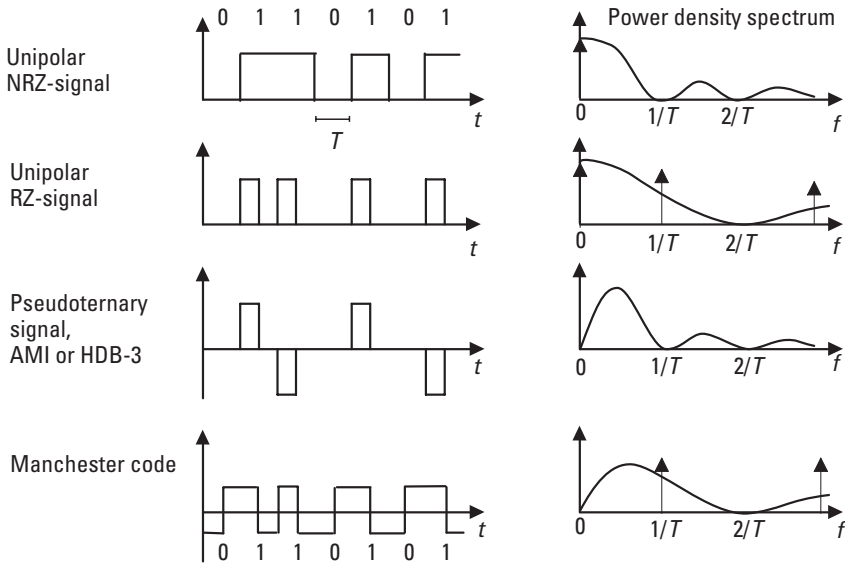 0 1 1 0 1 0 1
Power density spectrum
Unipolar
NRZ-signal
t
T
0 1/T 2/T f
Unipolar
RZ-signal
t
0 1/T 2/T f
Pseudoternary
signal,
AMI or HDB-3
t
0 1/T 2/T f
Manchester code
t
0 1 1 0 1 0 1
0 1/T 2/T f